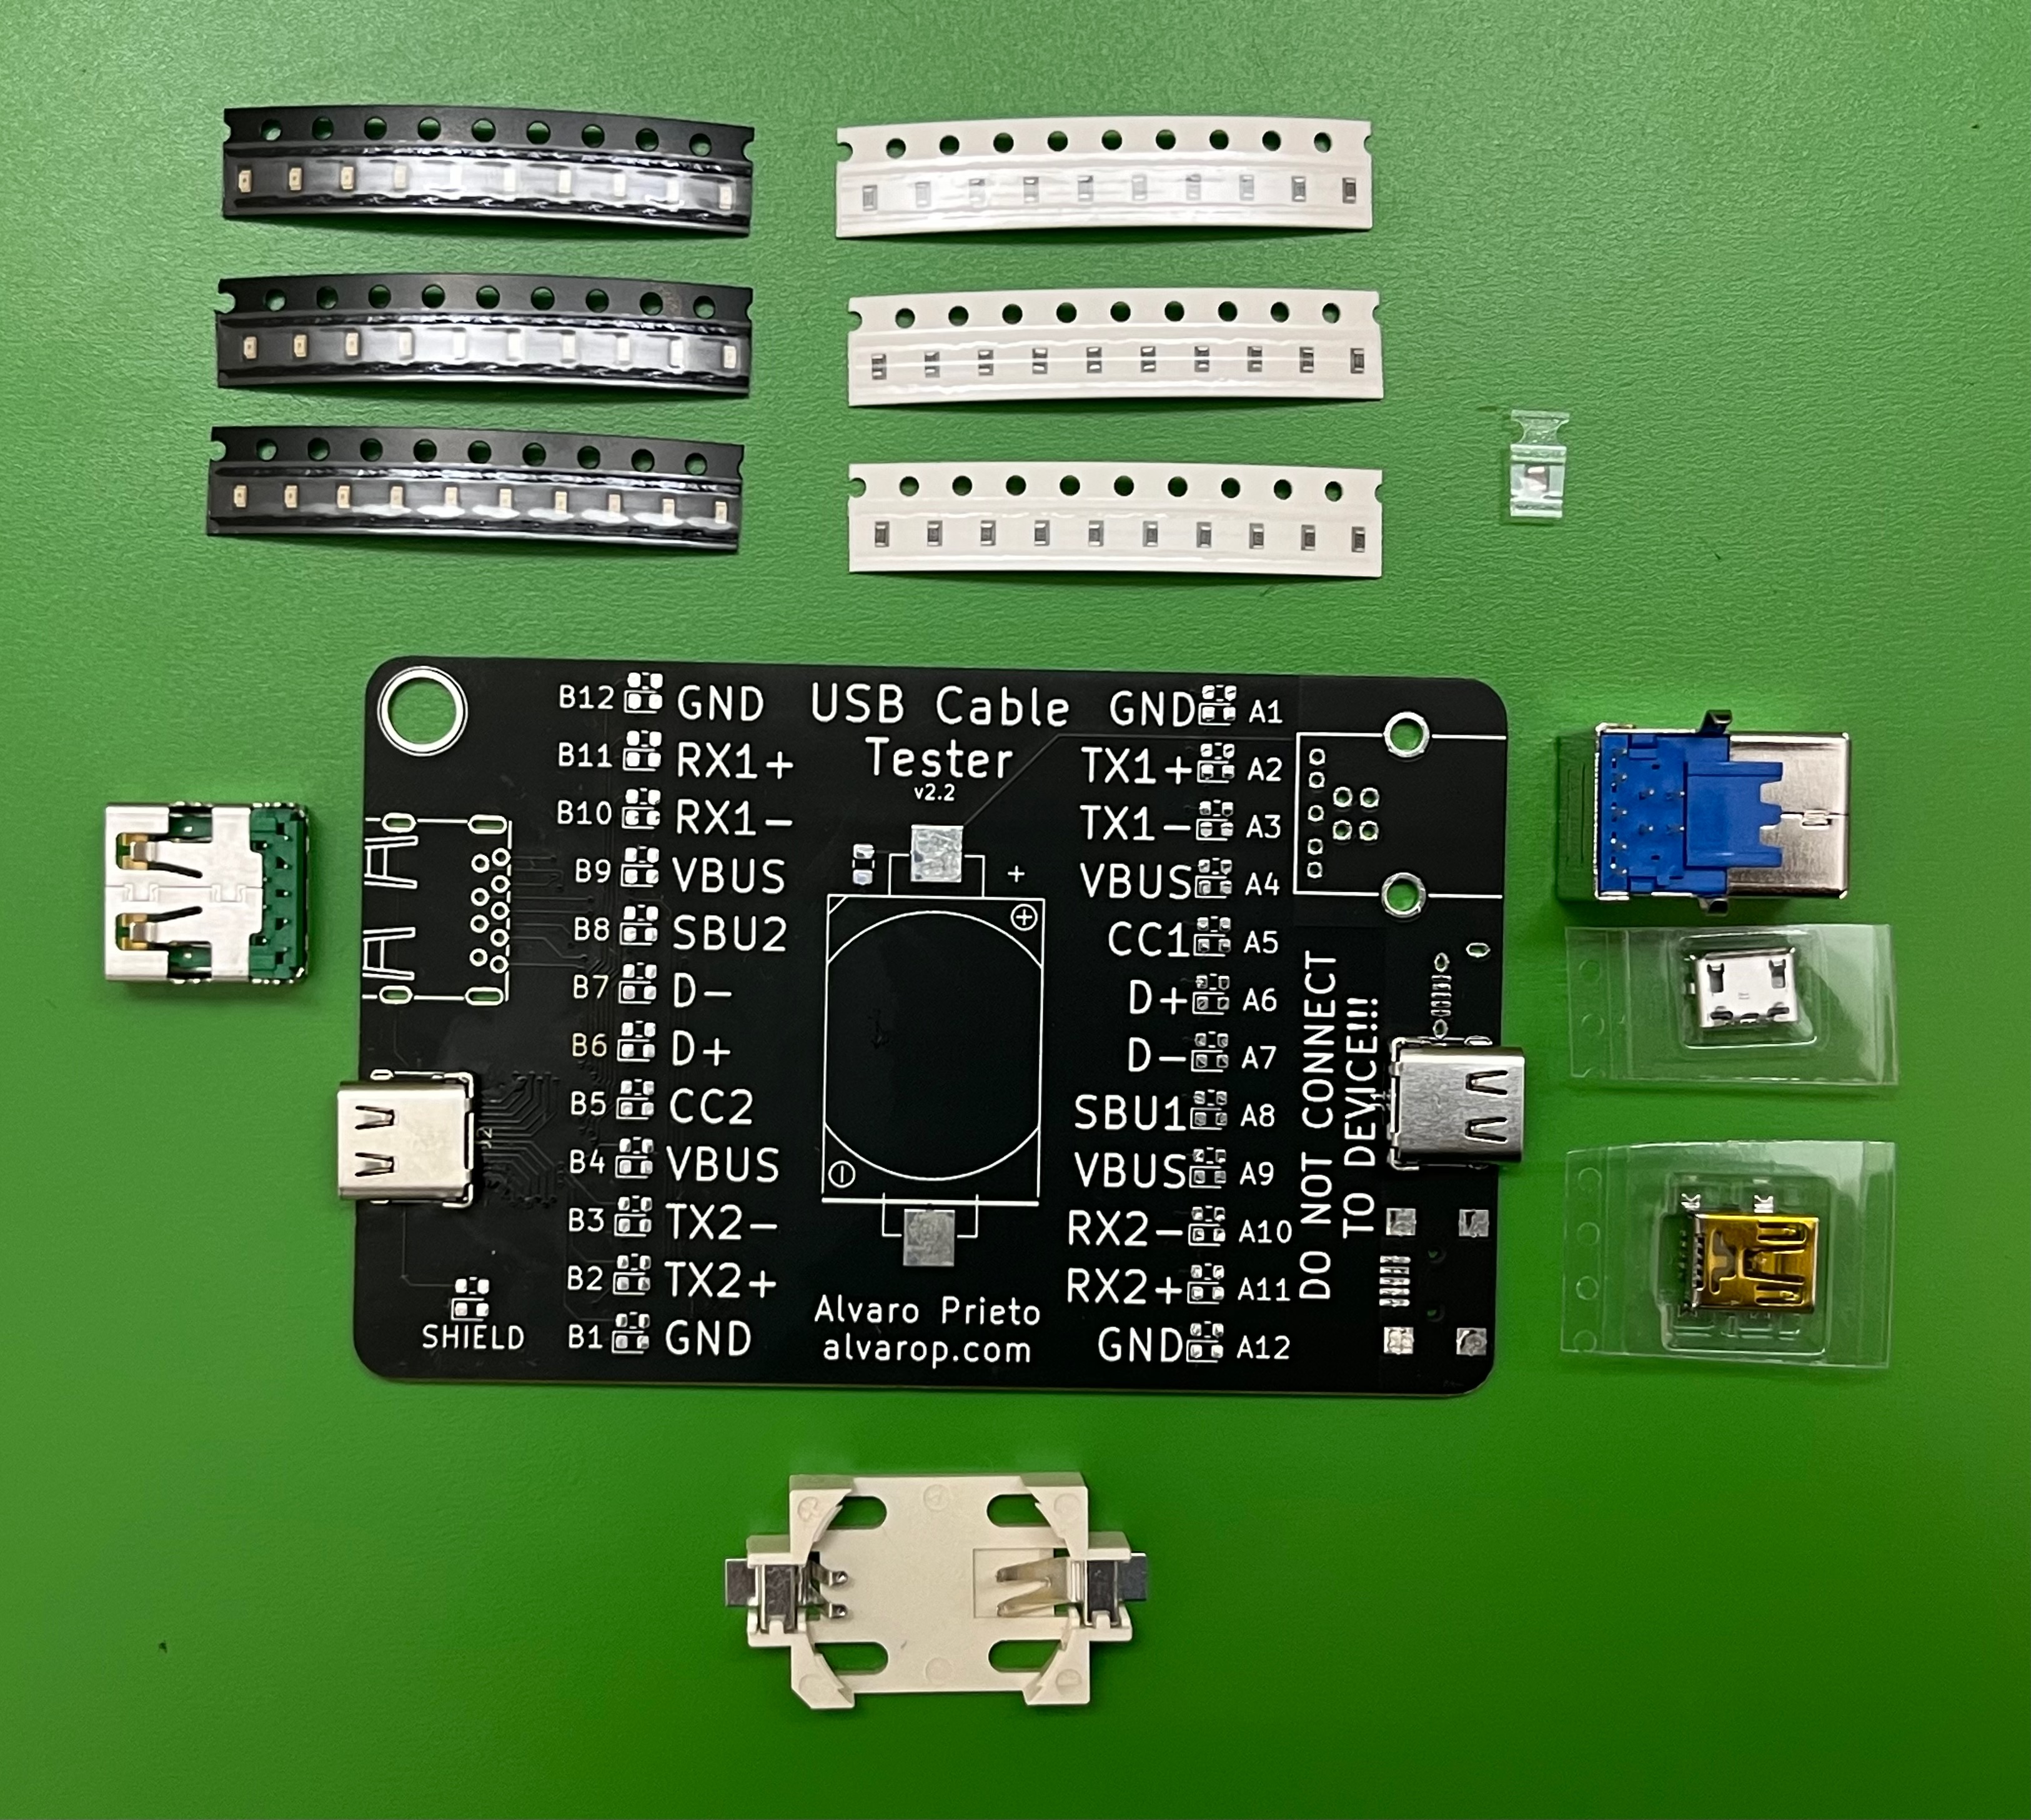 USB Cable
Tester
v2.2
B12 GND
B11 RX1+
B10 RX1-
B9 VBUS
B8 SBU2
B7 D-
B6 D+
B5 CC2
B4 VBUS
B3 TX2-
B2 TX2+
B1 GND
SHIELD
J2
+
GND A1
TX1+ A2
TX1- A3
VBUS A4
CC1 A5
D+ A6
D- A7
SBU1 A8
VBUS A9
RX2- A10
RX2+ A11
GND A12
DO NOT CONNECT
TO DEVICE!!!
Alvaro Prieto
alvarop.com